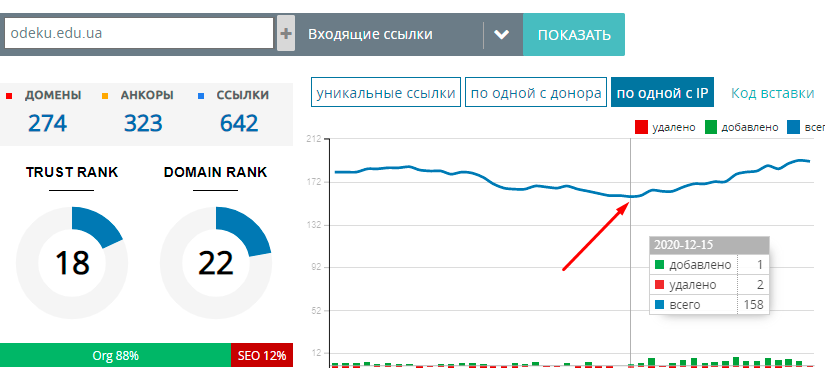 odeku.edu.ua + Входящие ссылки ПОКАЗАТЬ
ДОМЕНЫ АНКОРЫ ССЫЛКИ
274 323 642
TRUST RANK DOMAIN RANK
18 22
Org 88% SEO 12%
уникальные ссылки по одной с донора по одной с IP Код вставки
удалено добавлено всег
212
172
132
92
52
12
2020-12-15
добавлено 1
удалено 2
всего 158